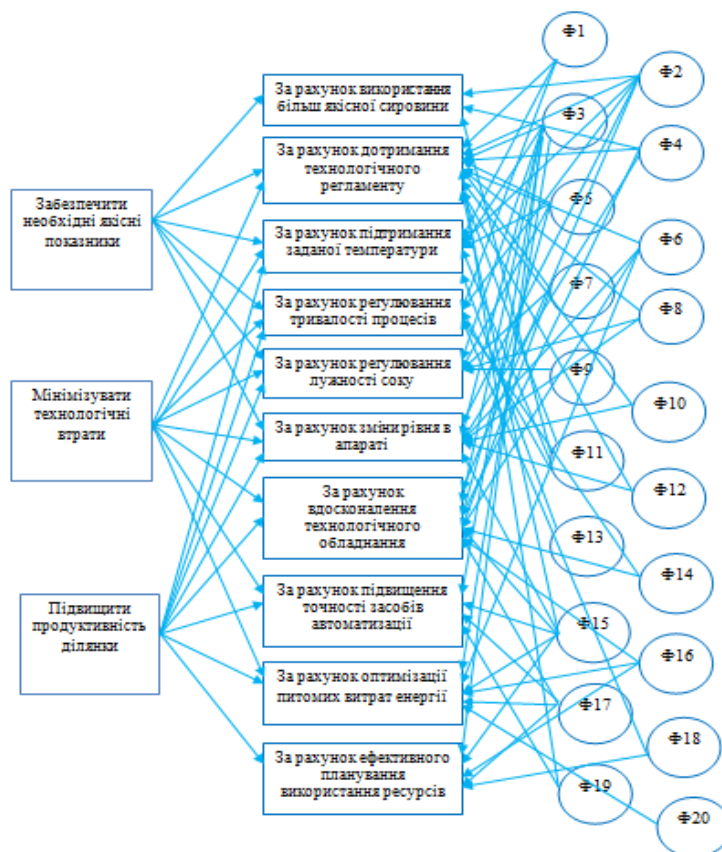 Ф1
Ф2
За рахунок використання
більш якісної сировини
Ф3
Ф4
За рахунок дотримання
технологічного
регламенту
Забезпечити
необхідні якісні
показники
Ф5
Ф6
За рахунок підтримання
заданої температури
Ф7
Ф8
За рахунок регулювання
тривалості процесів
За рахунок регулювання
лужності соку
Ф9
Мінімізувати
технологічні
втрати
Ф10
За рахунок зміни рівня в
апараті
Ф11
Ф12
За рахунок
вдосконалення
технологічного
обладнання
Ф13
Ф14
За рахунок підвищення
точності засобів
автоматизації
Підвищити
продуктивність
ділянки
Ф15
Ф16
За рахунок оптимізації
питомих витрат енергії
Ф17
Ф18
За рахунок ефективного
планування
використання ресурсів
Ф19
Ф20